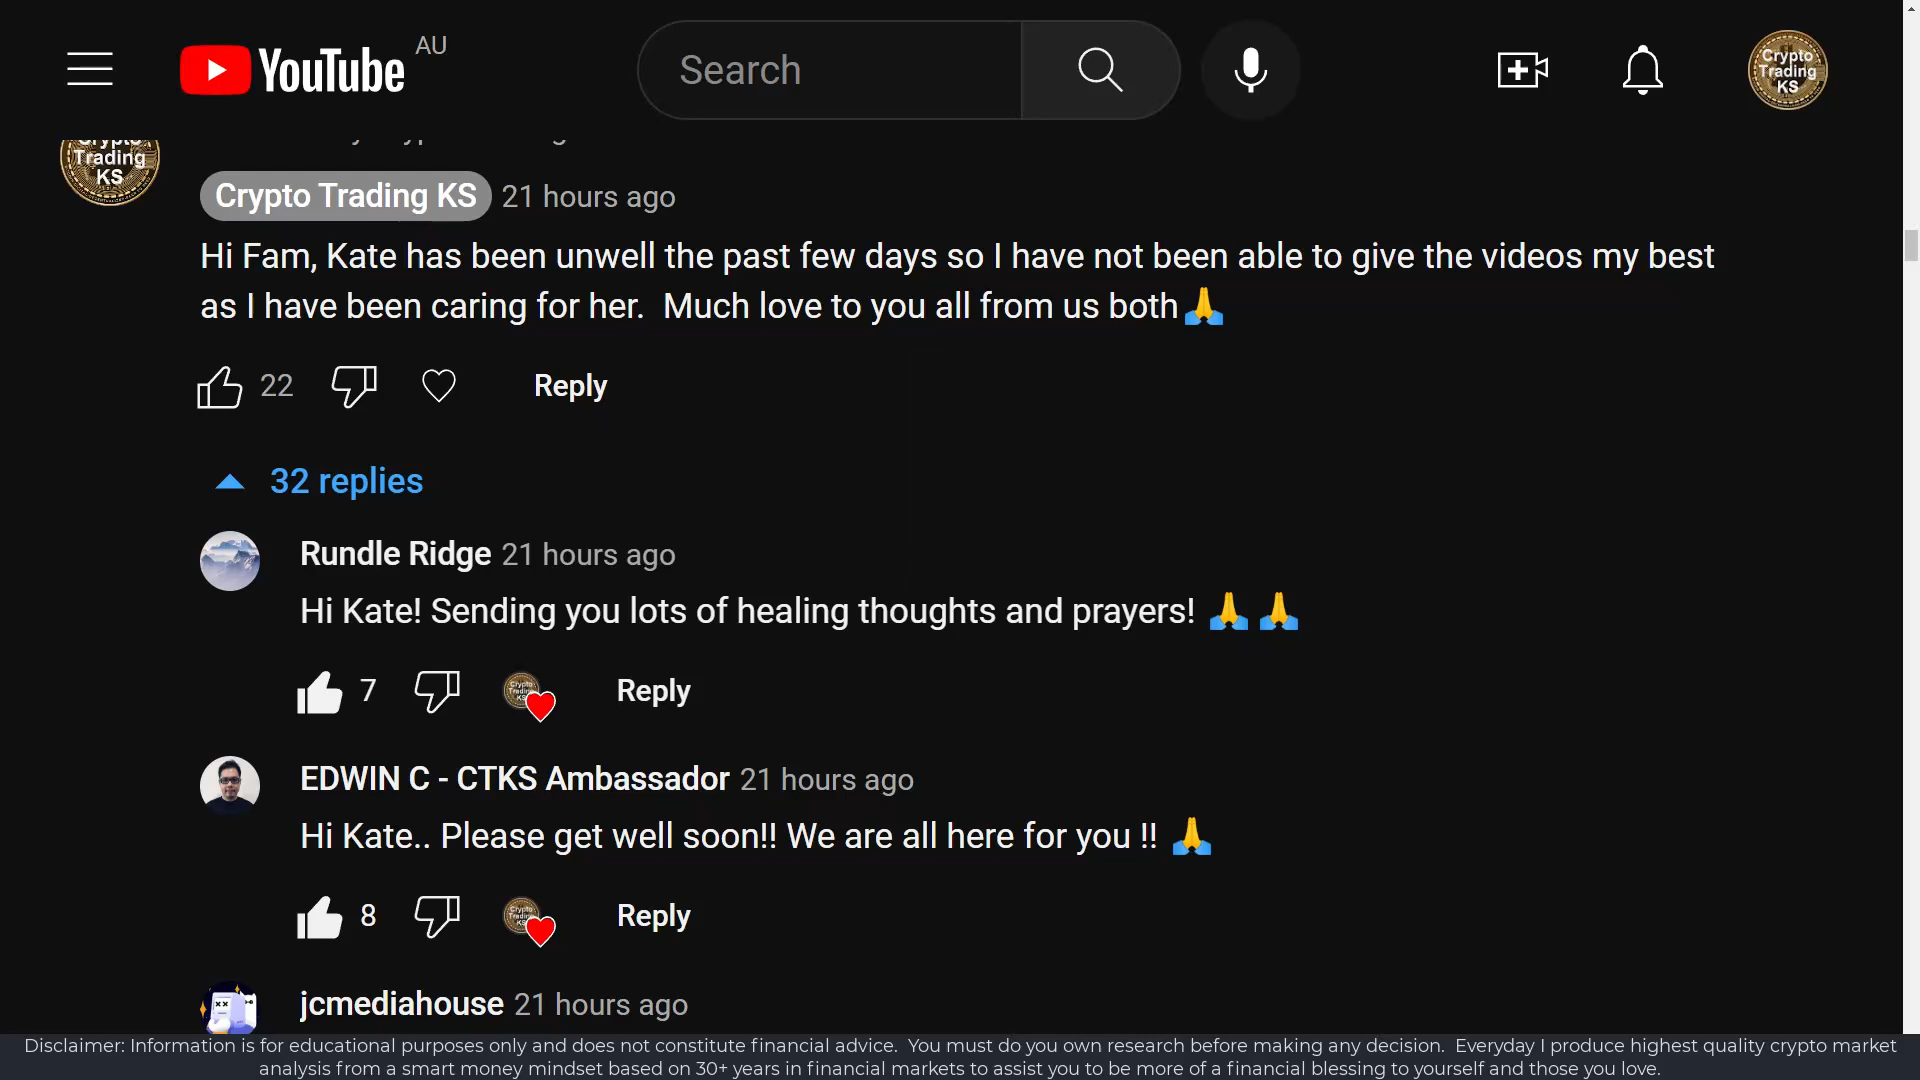 YouTube AU
Search
Crypto
Trading
KS
Crypto
Trading
KS
Crypto Trading KS 21 hours ago
Hi Fam, Kate has been unwell the past few days so I have not been able to give the videos my best
as I have been caring for her.  Much love to you all from us both🙏
22
Reply
32 replies
Rundle Ridge 21 hours ago
Hi Kate! Sending you lots of healing thoughts and prayers! 🙏 🙏
7
Reply
EDWIN C - CTKS Ambassador 21 hours ago
Hi Kate.. Please get well soon!! We are all here for you !! 🙏
8
Reply
jcmediahouse 21 hours ago
Disclaimer: Information is for educational purposes only and does not constitute financial advice.  You must do you own research before making any decision.  Everyday I produce highest quality crypto market
analysis from a smart money mindset based on 30+ years in financial markets to assist you to be more of a financial blessing to yourself and those you love.